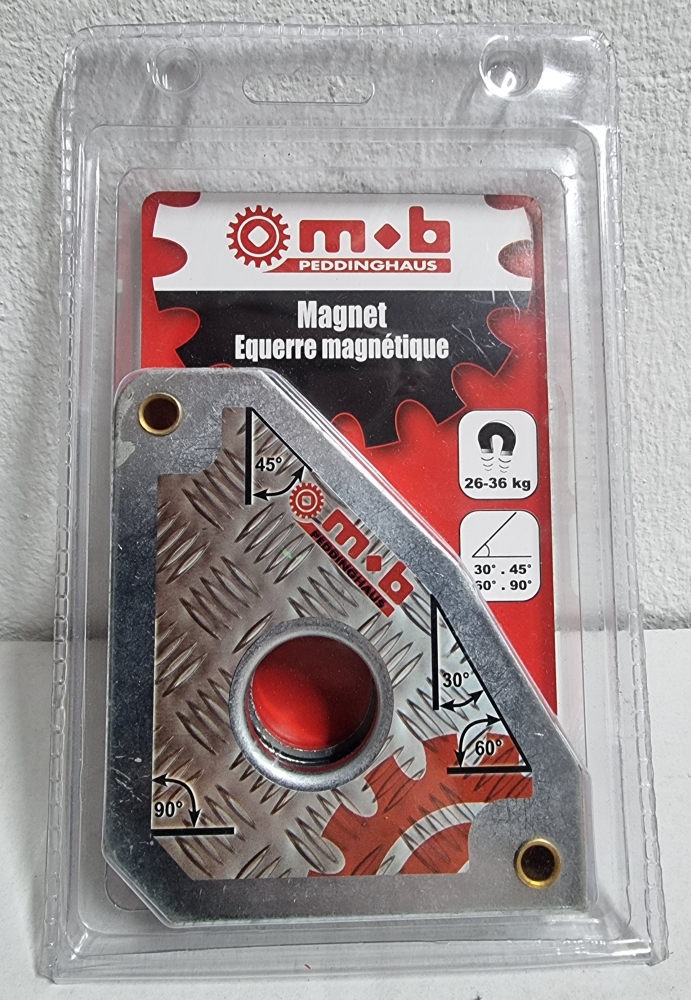 m♦b
PEDDINGHAUS
Magnet
Equerre magnétique
26-36 kg
30° . 45°
60° . 90°
45°
m♦b
PEDDINGHAUS
30°
60°
90°